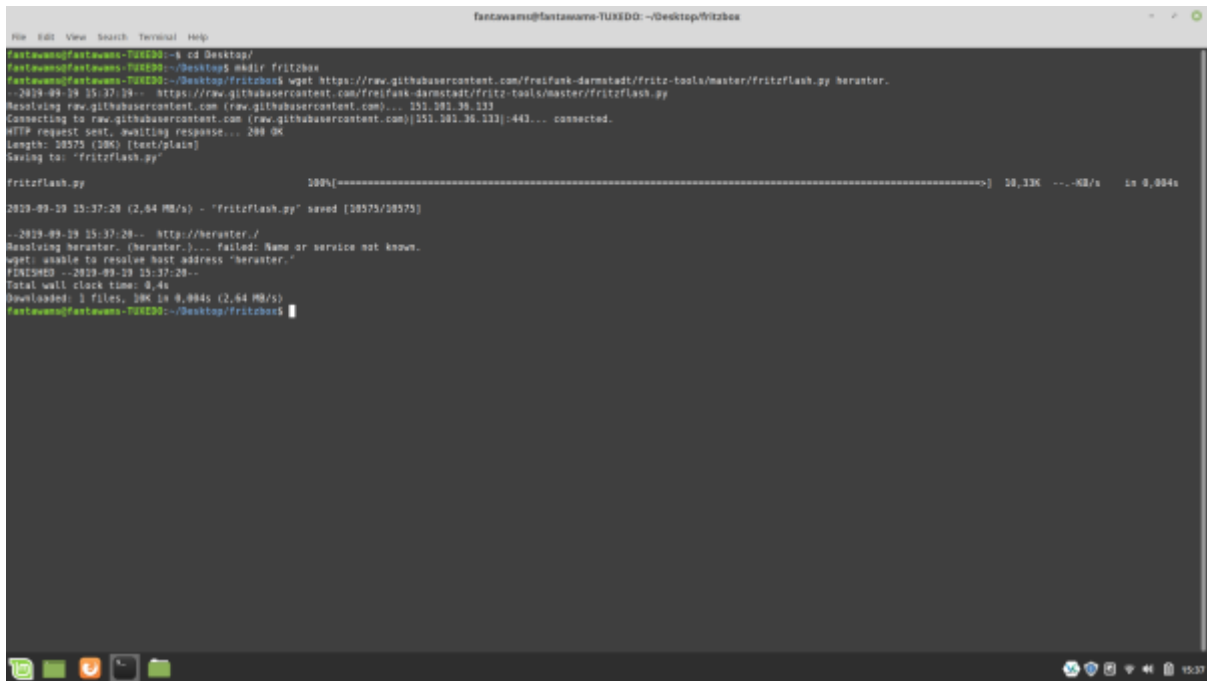 fantawams@fantawams-TUXEDO: ~/Desktop/fritzbox
File Edit View Search Terminal Help
fantawams@fantawams-TUXEDO:~$ cd Desktop/
fantawams@fantawams-TUXEDO:~/Desktop$ mkdir fritzbox
fantawams@fantawams-TUXEDO:~/Desktop/fritzbox$ wget https://raw.githubusercontent.com/freifunk-darmstadt/fritz-tools/master/fritzflash.py herunter.
--2019-09-19 15:37:19-- https://raw.githubusercontent.com/freifunk-darmstadt/fritz-tools/master/fritzflash.py
Resolving raw.githubusercontent.com (raw.githubusercontent.com)... 151.101.36.133
Connecting to raw.githubusercontent.com (raw.githubusercontent.com)|151.101.36.133|:443... connected.
HTTP request sent, awaiting response... 200 OK
Length: 10575 (10K) [text/plain]
Saving to: “fritzflash.py”
fritzflash.py 100%[===================================================================================================>] 10,33K --.-KB/s in 0,004s
2019-09-19 15:37:20 (2,64 MB/s) - “fritzflash.py” saved [10575/10575]
--2019-09-19 15:37:20-- http://herunter./
Resolving herunter. (herunter.)... failed: Name or service not known.
wget: unable to resolve host address “herunter.”
FINISHED --2019-09-19 15:37:20--
Total wall clock time: 0,4s
Downloaded: 1 files, 10K in 0,004s (2,64 MB/s)
fantawams@fantawams-TUXEDO:~/Desktop/fritzbox$
15:37